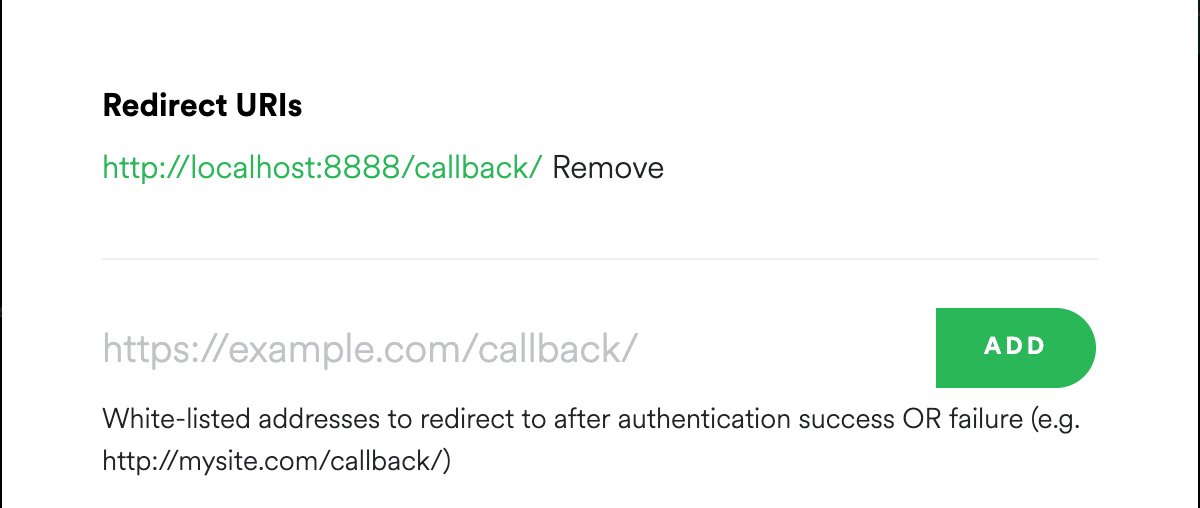 Redirect URIs
http://localhost:8888/callback/ Remove
https://example.com/callback/
ADD
White-listed addresses to redirect to after authentication success OR failure (e.g.
http://mysite.com/callback/)